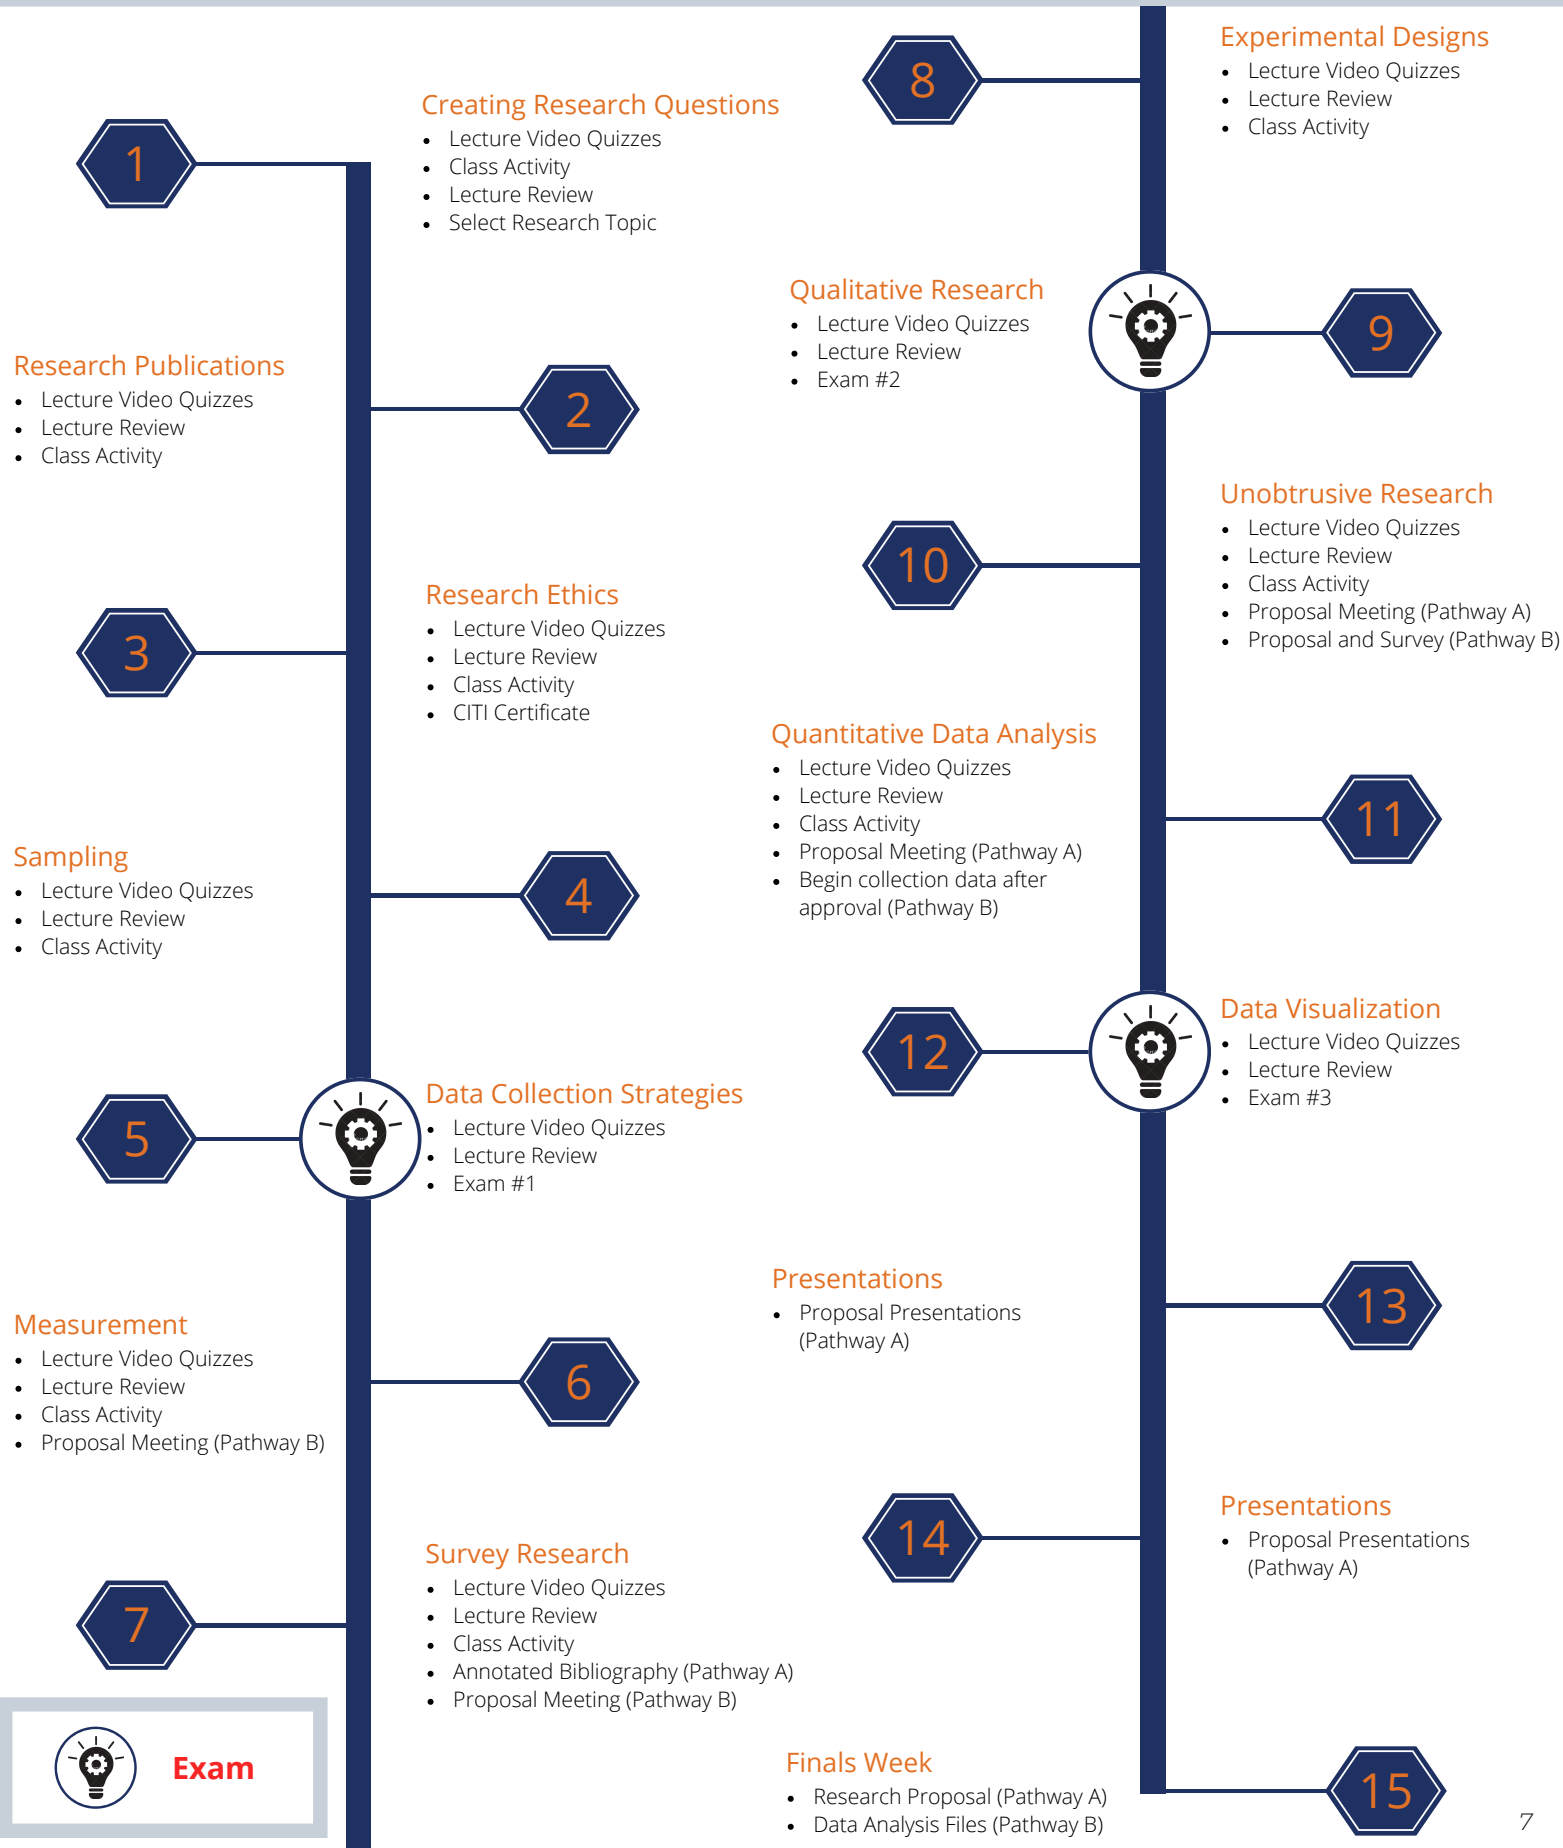 1
Creating Research Questions
• Lecture Video Quizzes
• Class Activity
• Lecture Review
• Select Research Topic
Research Publications
• Lecture Video Quizzes
• Lecture Review
• Class Activity
2
3
Research Ethics
• Lecture Video Quizzes
• Lecture Review
• Class Activity
• CITI Certificate
Sampling
• Lecture Video Quizzes
• Lecture Review
• Class Activity
4
5
Data Collection Strategies
• Lecture Video Quizzes
• Lecture Review
• Exam #1
Measurement
• Lecture Video Quizzes
• Lecture Review
• Class Activity
• Proposal Meeting (Pathway B)
6
7
Survey Research
• Lecture Video Quizzes
• Lecture Review
• Class Activity
• Annotated Bibliography (Pathway A)
• Proposal Meeting (Pathway B)
Exam
8
Experimental Designs
• Lecture Video Quizzes
• Lecture Review
• Class Activity
Qualitative Research
• Lecture Video Quizzes
• Lecture Review
• Exam #2
9
10
Unobtrusive Research
• Lecture Video Quizzes
• Lecture Review
• Class Activity
• Proposal Meeting (Pathway A)
• Proposal and Survey (Pathway B)
Quantitative Data Analysis
• Lecture Video Quizzes
• Lecture Review
• Class Activity
• Proposal Meeting (Pathway A)
• Begin collection data after
approval (Pathway B)
11
12
Data Visualization
• Lecture Video Quizzes
• Lecture Review
• Exam #3
Presentations
• Proposal Presentations
(Pathway A)
13
14
Presentations
• Proposal Presentations
(Pathway A)
Finals Week
• Research Proposal (Pathway A)
• Data Analysis Files (Pathway B)
15
7